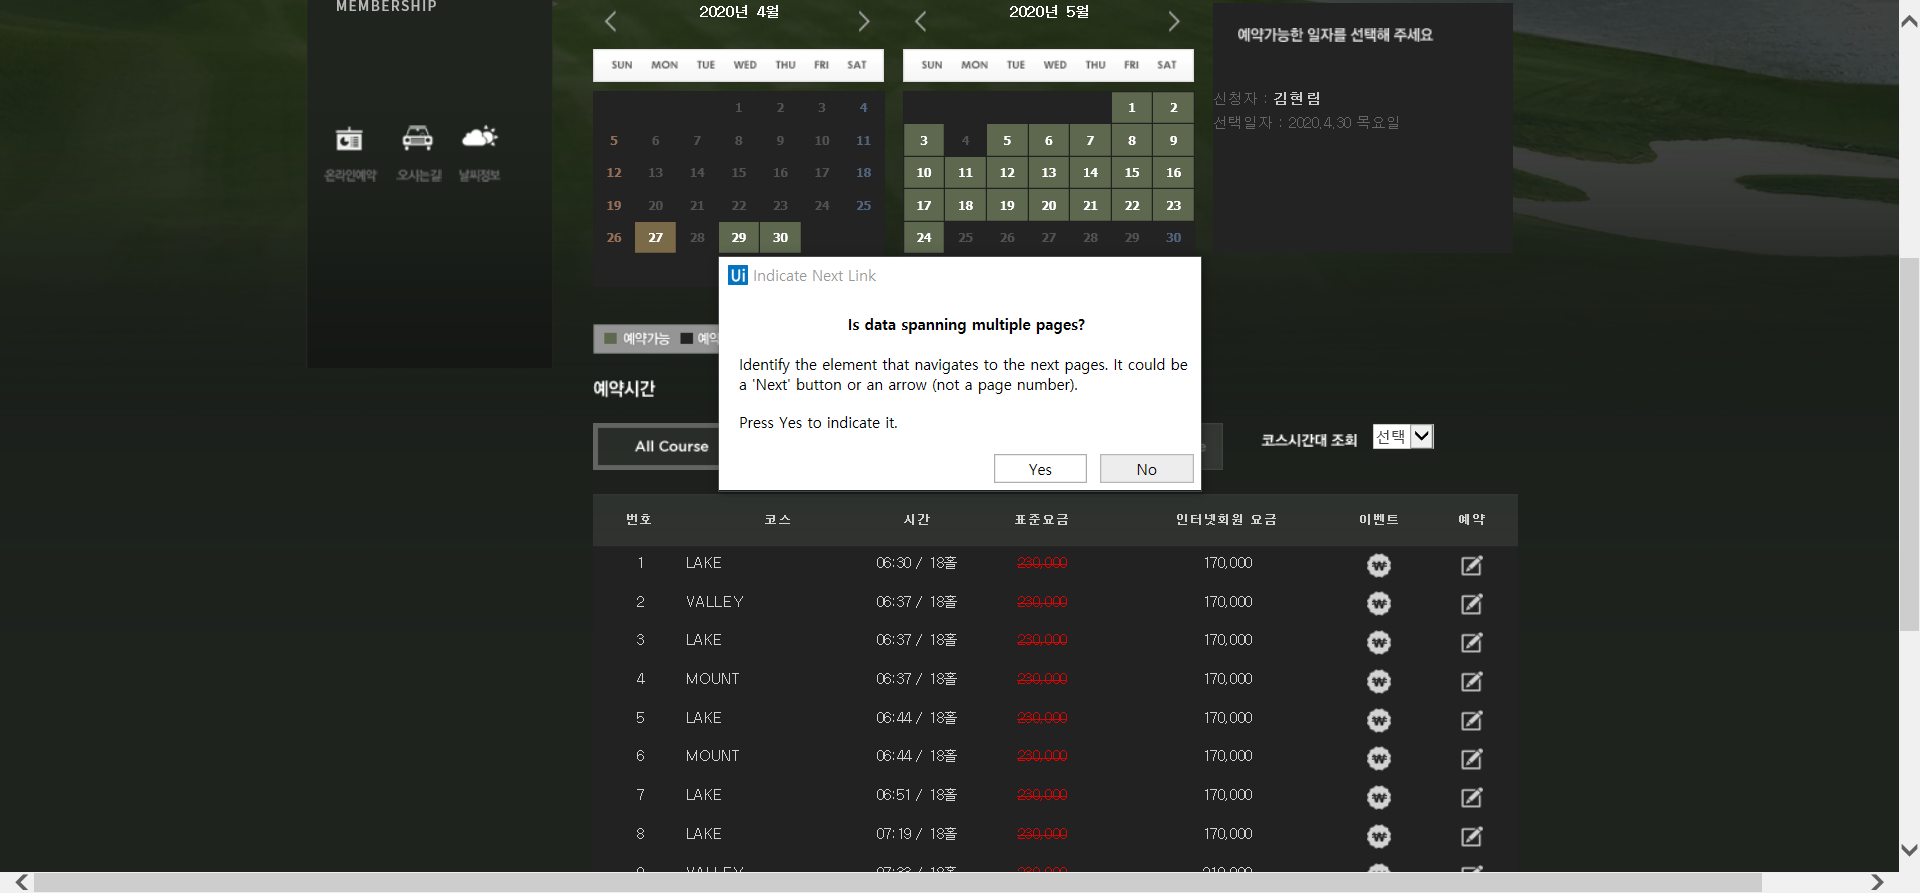 MEMBERSHIP
온라인예약 오시는길 날씨정보
2020년 4월
SUN MON TUE WED THU FRI SAT
1 2 3 4
5 6 7 8 9 10 11
12 13 14 15 16 17 18
19 20 21 22 23 24 25
26 27 28 29 30
2020년 5월
SUN MON TUE WED THU FRI SAT
1 2
3 4 5 6 7 8 9
10 11 12 13 14 15 16
17 18 19 20 21 22 23
24 25 26 27 28 29 30
예약가능한 일자를 선택해 주세요
신청자 : 김현림
선택일자 : 2020.4.30 목요일
Ui Indicate Next Link
Is data spanning multiple pages?
Identify the element that navigates to the next pages. It could be
a 'Next' button or an arrow (not a page number).
Press Yes to indicate it.
Yes No
예약가능 예약
예약시간
All Course
코스시간대 조회 선택
번호 코스 시간 표준요금 인터넷회원 요금 이벤트 예약
1 LAKE 06:30 / 18홀 230,000 170,000 ₩
2 VALLEY 06:37 / 18홀 230,000 170,000 ₩
3 LAKE 06:37 / 18홀 230,000 170,000 ₩
4 MOUNT 06:37 / 18홀 230,000 170,000 ₩
5 LAKE 06:44 / 18홀 230,000 170,000 ₩
6 MOUNT 06:44 / 18홀 230,000 170,000 ₩
7 LAKE 06:51 / 18홀 230,000 170,000 ₩
8 LAKE 07:19 / 18홀 230,000 170,000 ₩